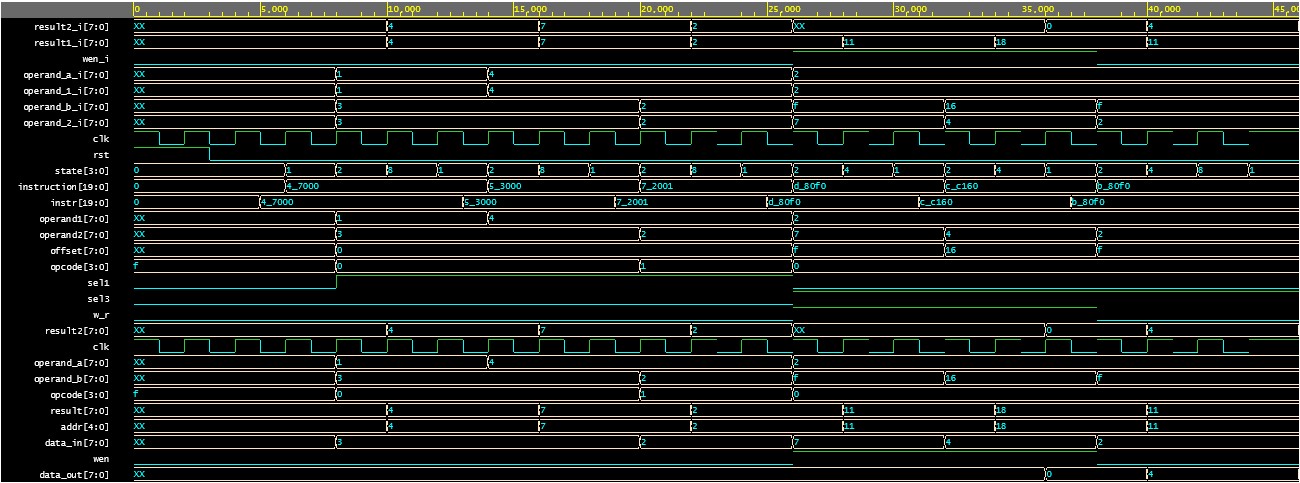 0 5,000 10,000 15,000 20,000 25,000 30,000 35,000 40,000 45,00
result2_i[7:0] XX 4 7 2 XX 0 4
result1_i[7:0] XX 4 7 2 11 18 11
wen_i
operand_a_i[7:0] XX 1 4 2
operand_1_i[7:0] XX 1 4 2
operand_b_i[7:0] XX 3 2 f 16 f
operand_2_i[7:0] XX 3 2 7 4 2
clk
rst
state[3:0] 0 1 2 8 1 2 8 1 2 8 1 2 4 1 2 4 1 2 4 8 1
instruction[19:0] 0 4_7000 5_3000 7_2001 d_80f0 c_c160 b_80f0
instr[19:0] 0 4_7000 5_3000 7_2001 d_80f0 c_c160 b_80f0
operand1[7:0] XX 1 4 2
operand2[7:0] XX 3 2 7 4 2
offset[7:0] XX 0 f 16 f
opcode[3:0] f 0 1 0
sel1
sel3
w_r
result2[7:0] XX 4 7 2 XX 0 4
clk
operand_a[7:0] XX 1 4 2
operand_b[7:0] XX 3 2 f 16 f
opcode[3:0] f 0 1 0
result[7:0] XX 4 7 2 11 18 11
addr[4:0] XX 4 7 2 11 18 11
data_in[7:0] XX 3 2 7 4 2
wen
data_out[7:0] XX 0 4